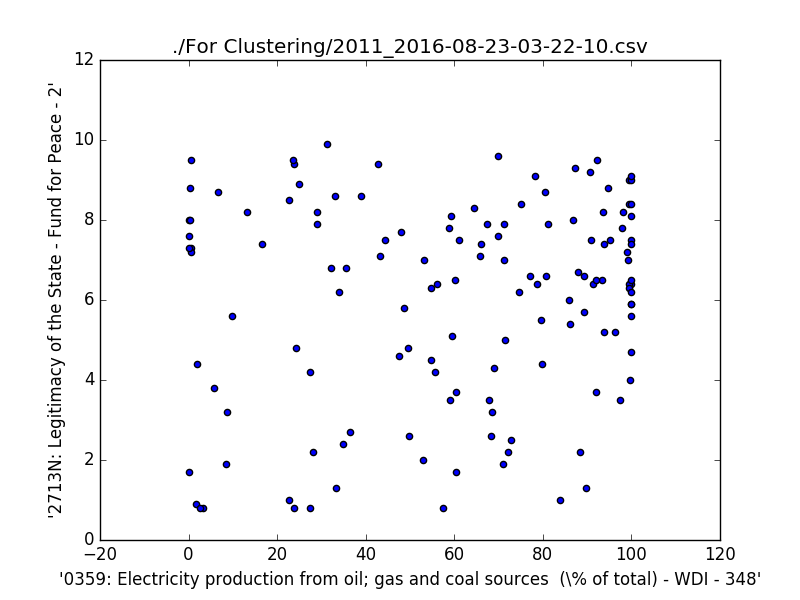 ./For Clustering/2011_2016-08-23-03-22-10.csv
'2713N: Legitimacy of the State - Fund for Peace - 2'
12
10
8
6
4
2
0
−20 0 20 40 60 80 100 120
'0359: Electricity production from oil; gas and coal sources  (\% of total) - WDI - 348'